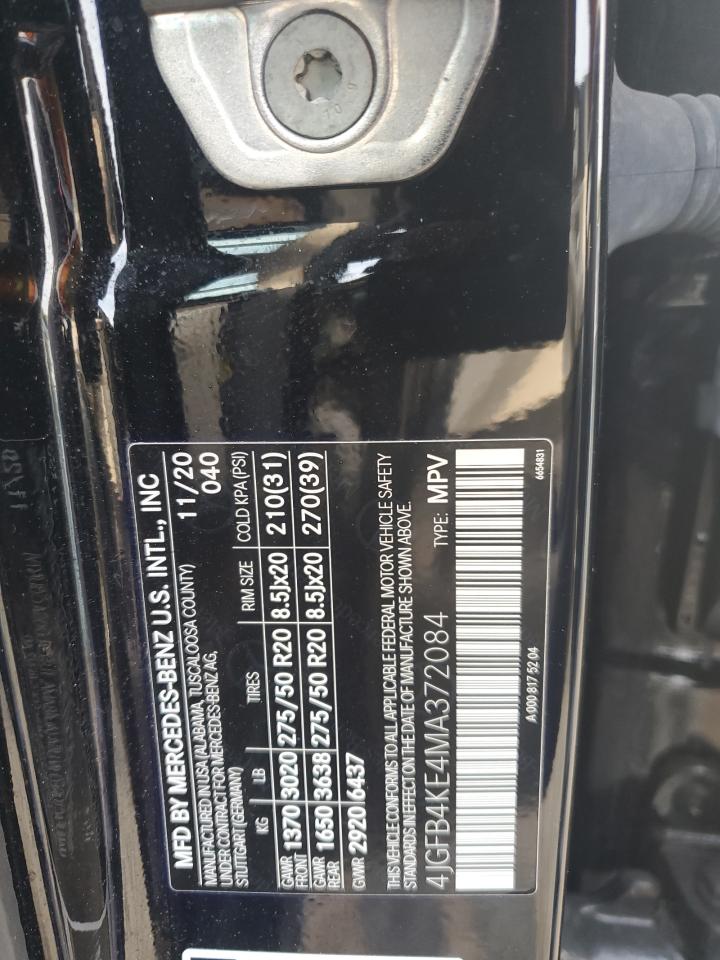 MFD BY MERCEDES-BENZ U.S. INTL., INC
MANUFACTURED IN USA (ALABAMA, TUSCALOOSA COUNTY) 11/20
UNDER CONTRACT FOR MERCEDES-BENZ AG, 040
STUTTGART (GERMANY)
KG LB TIRES RIM SIZE COLD KPA (PSI)
GAWR FRONT 1370 3020 275/50 R20 8.5Jx20 210(31)
GAWR REAR 1650 3638 275/50 R20 8.5Jx20 270(39)
GVWR 2920 6437
THIS VEHICLE CONFORMS TO ALL APPLICABLE FEDERAL MOTOR VEHICLE SAFETY
STANDARDS IN EFFECT ON THE DATE OF MANUFACTURE SHOWN ABOVE.
4JGFB4KE4MA372084 TYPE: MPV
A 000 817 52 04 6654831